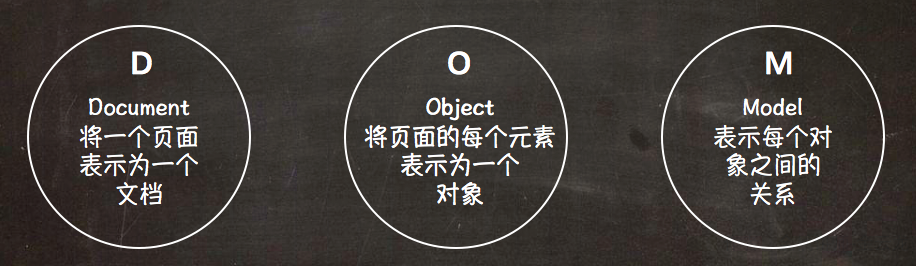 D
Document
将一个页面
表示为一个
文档
O
Object
将页面的每个元素
表示为一个
对象
M
Model
表示每个对
象之间的
关系